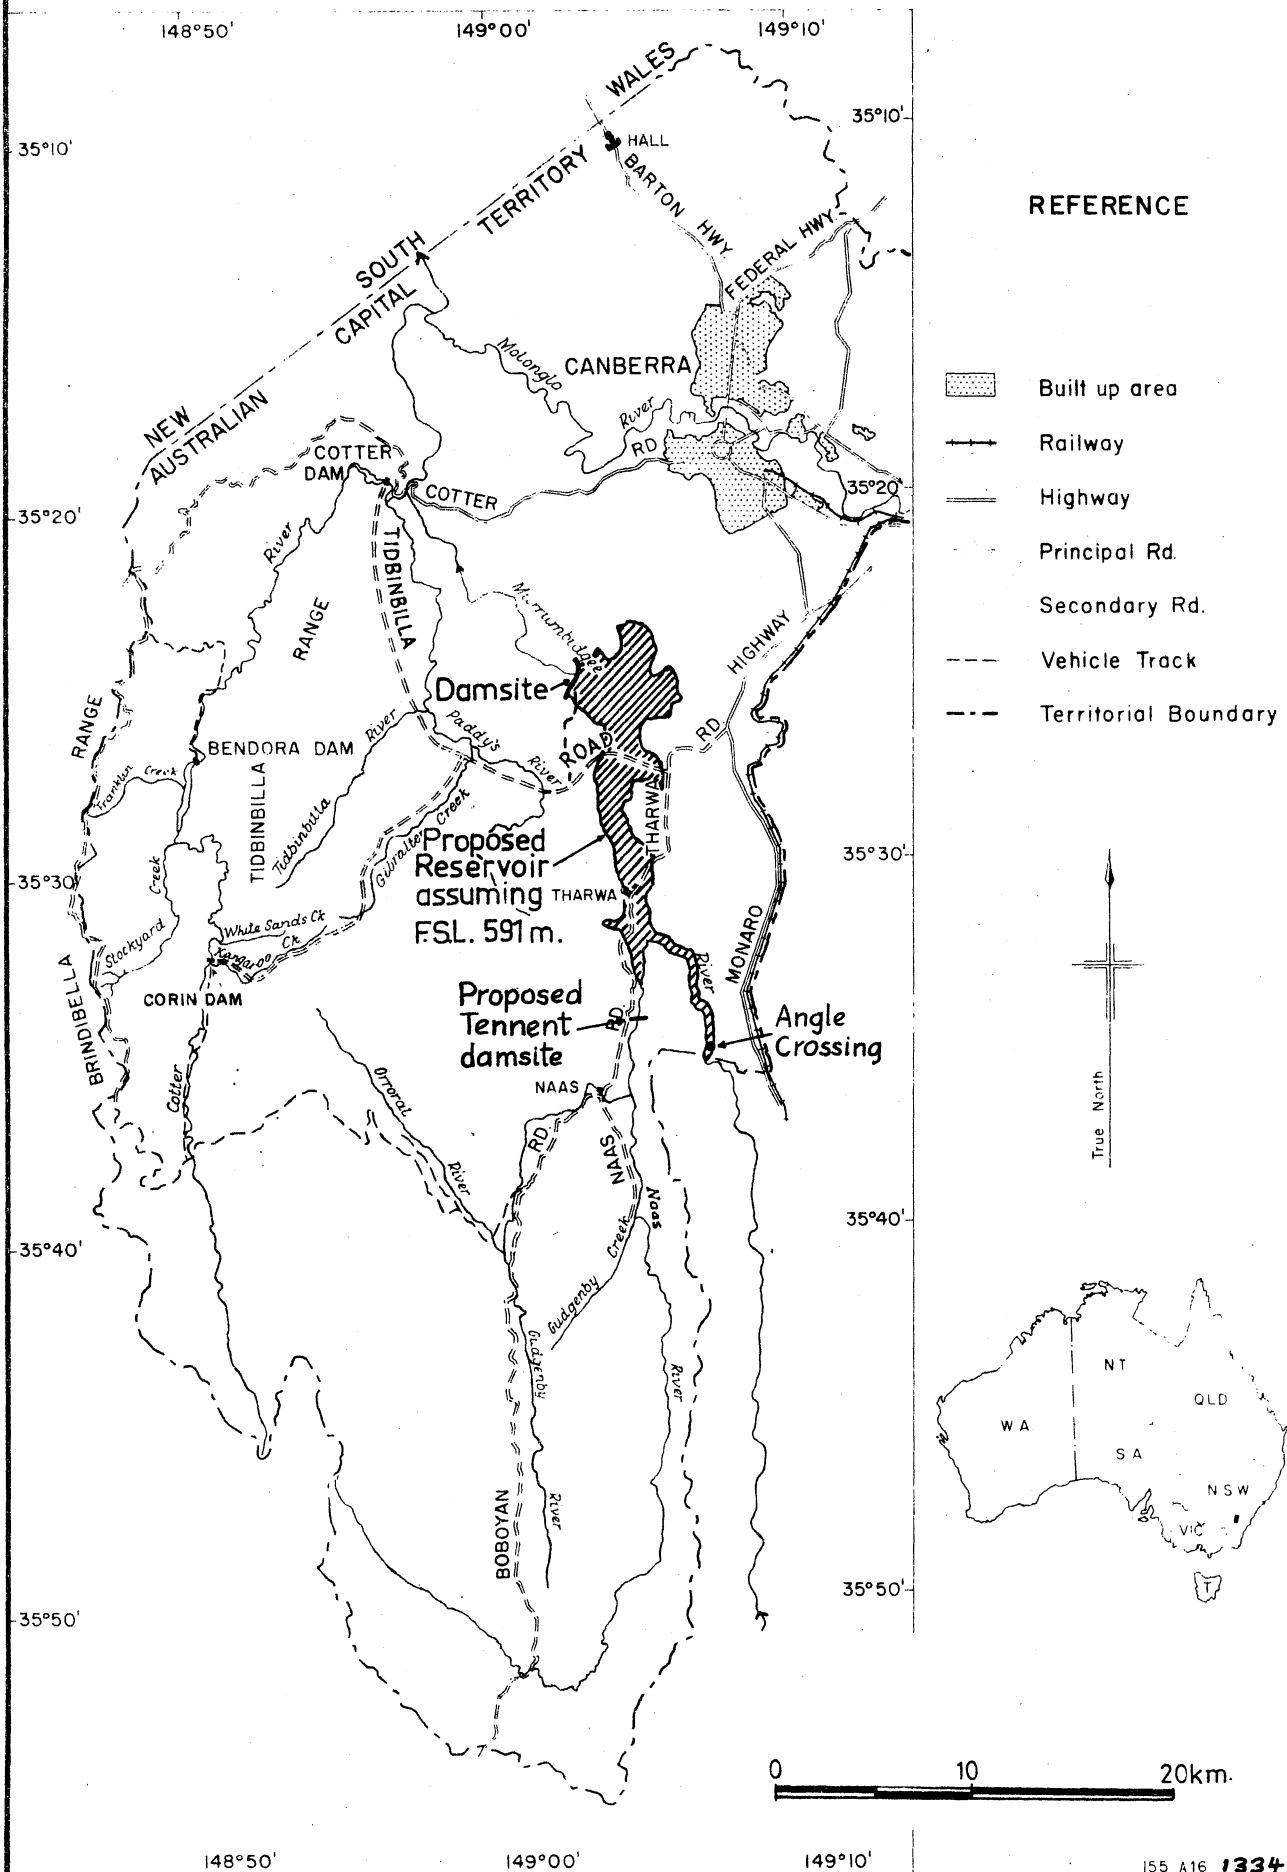 148°50'
149°00'
149°10'
35°10'
35°10'
NEW SOUTH WALES
AUSTRALIAN CAPITAL TERRITORY
HALL
BARTON HWY.
FEDERAL HWY.
Molonglo River
CANBERRA
COTTER
DAM
COTTER RD
35°20'
35°20'
River
TIDBINBILLA
RANGE
Murrumbidgee
HIGHWAY
Damsite
RANGE
BENDORA DAM
River
Paddy's
River
ROAD
RD
Franklin Creek
TIDBINBILLA
Tidbinbilla
Gibralter Creek
THARWA
Proposed
Reservoir
assuming
F.S.L. 591 m.
THARWA
35°30'
35°30'
Creek
Stockyard
White Sands Ck
Kangaroo Ck
River
MONARO
CORIN DAM
BRINDIBELLA
Proposed
Tennent
damsite
RD.
Angle
Crossing
Cotter
Orroral
River
NAAS
RD.
NAAS
Naas
35°40'
35°40'
Gudgenby Creek
Gudgenby
River
River
BOBOYAN
35°50'
35°50'
REFERENCE
Built up area
Railway
Highway
Principal Rd.
Secondary Rd.
Vehicle Track
Territorial Boundary
True North
NT
QLD
WA
SA
NSW
VIC
T
0 10 20km.
148°50'
149°00'
149°10'
155 A16 1334